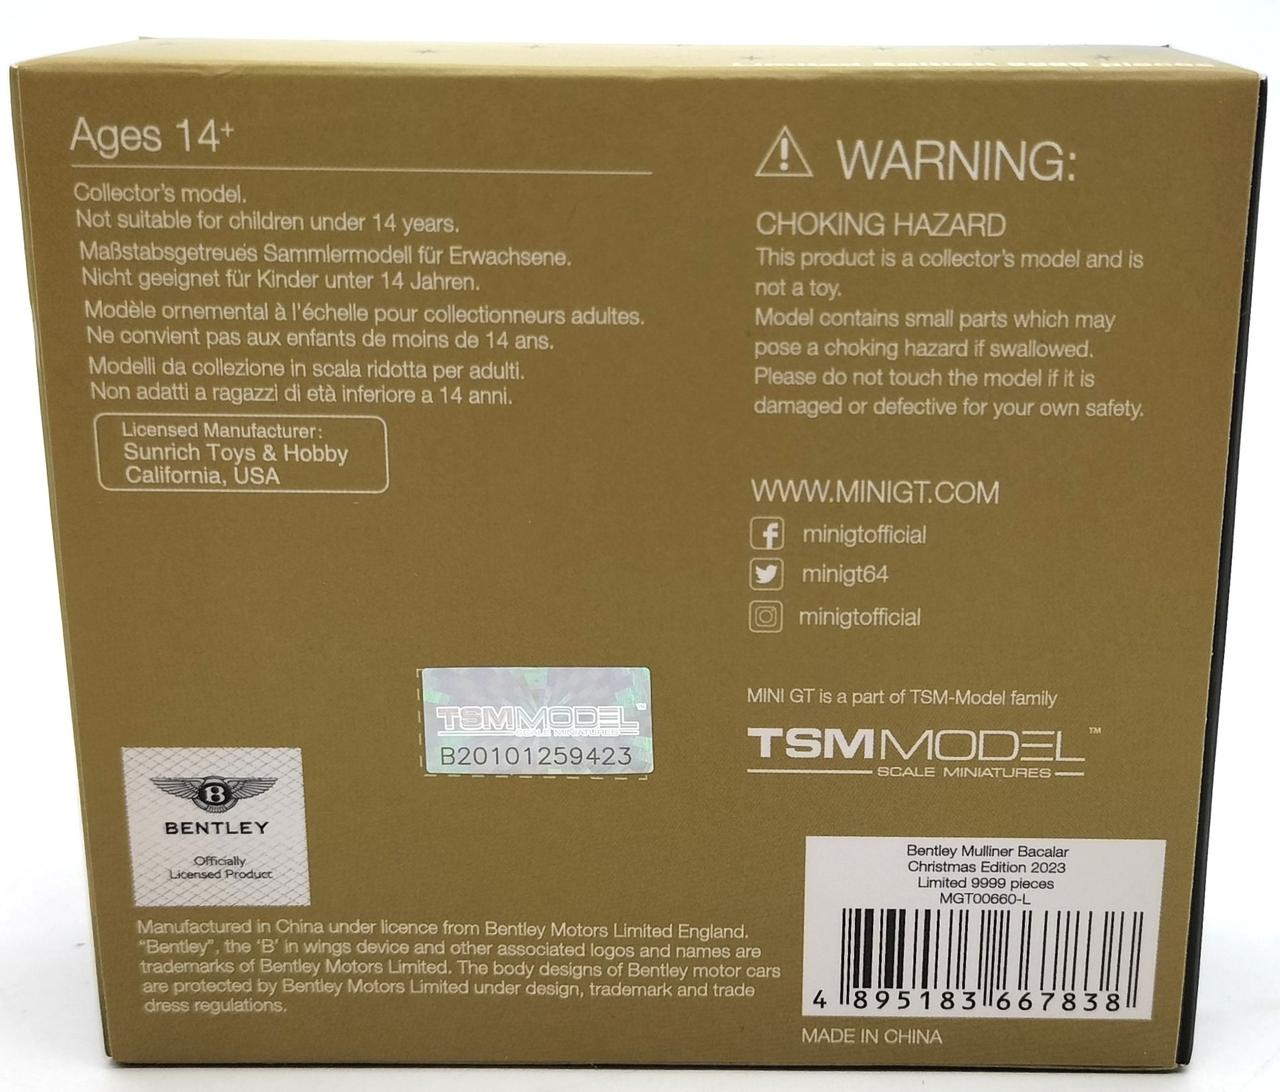 Ages 14+
Collector's model.
Not suitable for children under 14 years.
Maßstabsgetreues Sammlermodell für Erwachsene.
Nicht geeignet für Kinder unter 14 Jahren.
Modèle ornemental à l'échelle pour collectionneurs adultes.
Ne convient pas aux enfants de moins de 14 ans.
Modelli da collezione in scala ridotta per adulti.
Non adatti a ragazzi di età inferiore a 14 anni.
Licensed Manufacturer:
Sunrich Toys & Hobby
California, USA
TSMMODEL™
SCALE MINIATURES
B20101259423
B
BENTLEY
Officially
Licensed Product
Manufactured in China under licence from Bentley Motors Limited England.
"Bentley", the 'B' in wings device and other associated logos and names are
trademarks of Bentley Motors Limited. The body designs of Bentley motor cars
are protected by Bentley Motors Limited under design, trademark and trade
dress regulations.
WARNING:
CHOKING HAZARD
This product is a collector's model and is
not a toy.
Model contains small parts which may
pose a choking hazard if swallowed.
Please do not touch the model if it is
damaged or defective for your own safety.
WWW.MINIGT.COM
minigtofficial
minigt64
minigtofficial
MINI GT is a part of TSM-Model family
TSMMODEL™
SCALE MINIATURES
Bentley Mulliner Bacalar
Christmas Edition 2023
Limited 9999 pieces
MGT00660-L
4 895183 667838
MADE IN CHINA